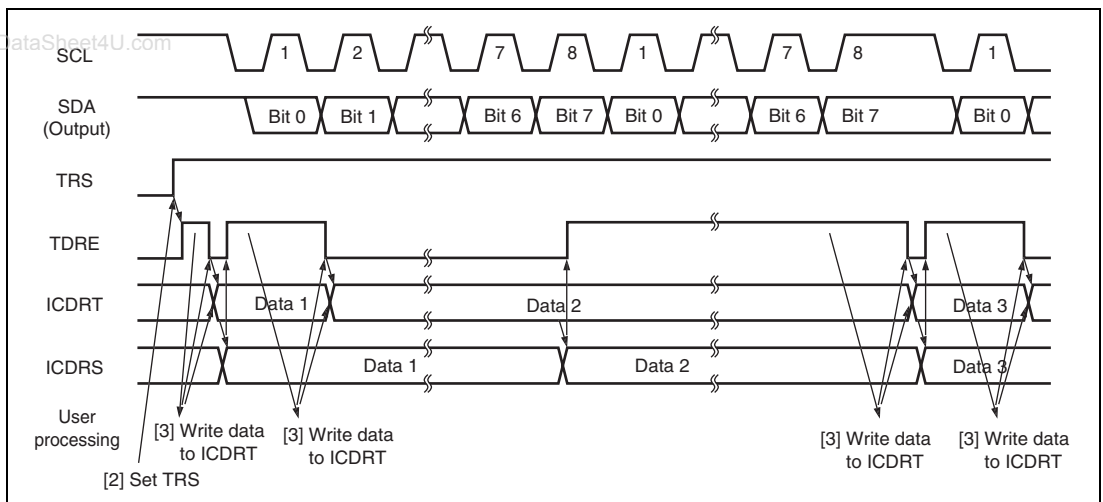 DataSheet4U.com
SCL 1 2 7 8 1 7 8 1
SDA
(Output) Bit 0 Bit 1 Bit 6 Bit 7 Bit 0 Bit 6 Bit 7 Bit 0
TRS
TDRE
ICDRT Data 1 Data 2 Data 3
ICDRS Data 1 Data 2 Data 3
User
processing
[3] Write data
to ICDRT
[3] Write data
to ICDRT
[3] Write data
to ICDRT
[3] Write data
to ICDRT
[2] Set TRS